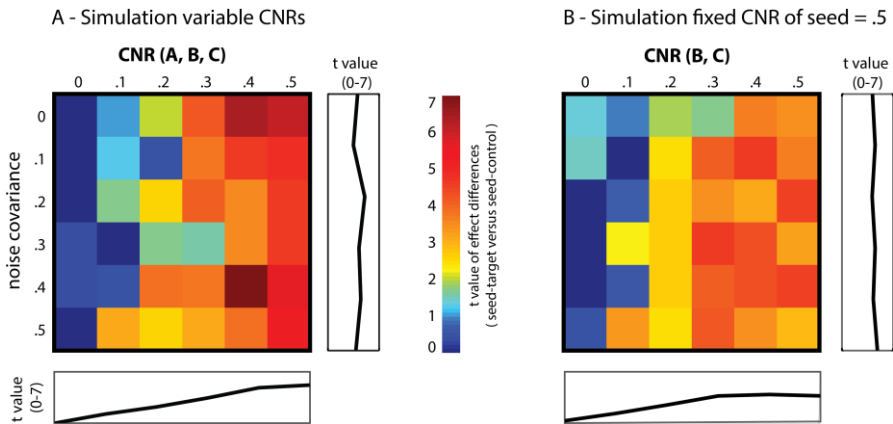 A - Simulation variable CNRs
CNR (A, B, C)
0 .1 .2 .3 .4 .5
t value
(0-7)
noise covariance
0
.1
.2
.3
.4
.5
t value
(0-7)
7
6
5
4
3
2
1
0
t value of effect differences
( seed-target versus seed-control )
B - Simulation fixed CNR of seed = .5
CNR (B, C)
0 .1 .2 .3 .4 .5
t value
(0-7)